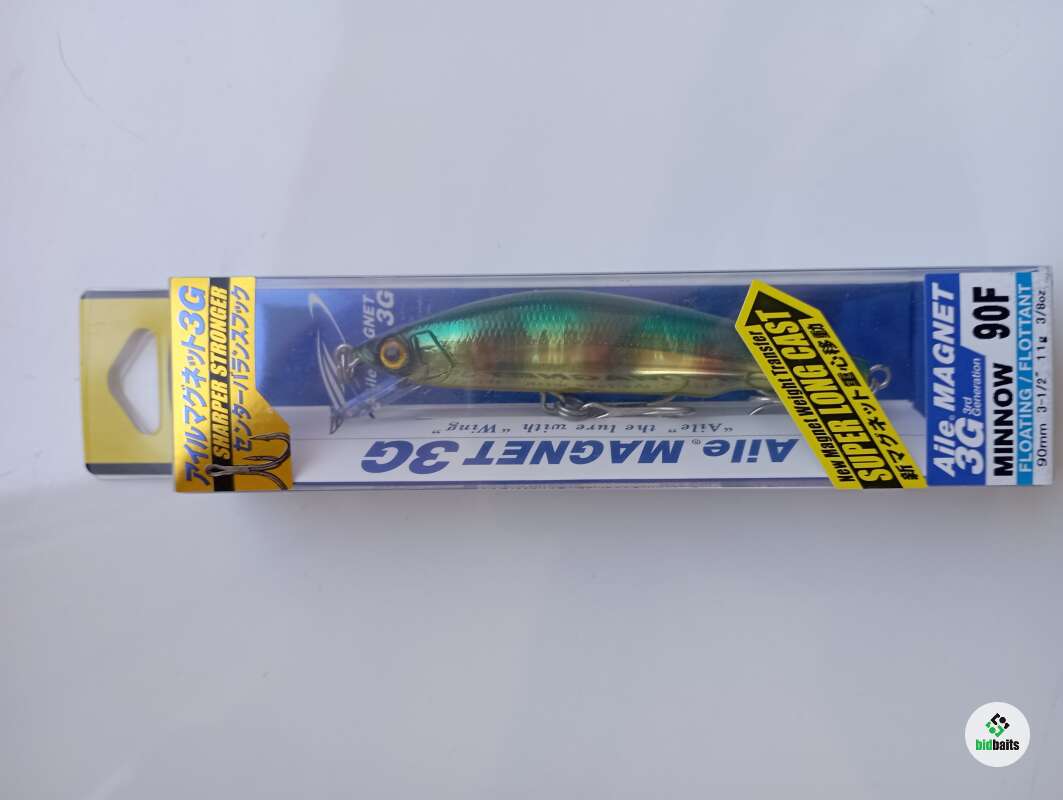 アイルマグネット3G
SHARPER STRONGER
センターバランスフック
Aile MAGNET
3G
"Aile" the lure with "Wing"
Aile® MAGNET 3G
New Magnet Weight Transfer
SUPER LONG CAST
新マグネット重心移動
Aile® MAGNET
3G 3rd Generation
MINNOW 90F
FLOATING / FLOTTANT
90mm 3-1/2" 11g 3/8oz
bidbaits